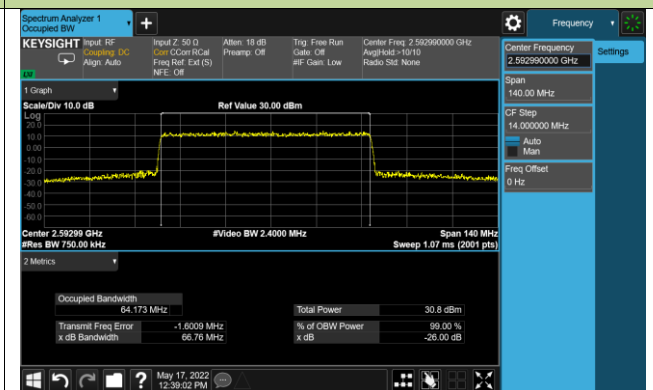 Spectrum Analyzer 1
Occupied BW
+
Frequency
KEYSIGHT
Input: RF
Coupling: DC
Align: Auto
Input Z: 50 Ω
Corr CCorr RCal
Freq Ref: Ext (S)
NFE: Off
Atten: 18 dB
Preamp: Off
Trig: Free Run
Gate: Off
#IF Gain: Low
Center Freq: 2.592990000 GHz
Avg|Hold:>10/10
Radio Std: None
Center Frequency
2.592990000 GHz
Settings
Span
140.00 MHz
CF Step
14.000000 MHz
Auto
Man
Freq Offset
0 Hz
1 Graph
Scale/Div 10.0 dB
Ref Value 30.00 dBm
Log
20.0
10.0
0.00
-10.0
-20.0
-30.0
-40.0
-50.0
-60.0
Center 2.59299 GHz
#Video BW 2.4000 MHz
Span 140 MHz
#Res BW 750.00 kHz
Sweep 1.07 ms (2001 pts)
2 Metrics
Occupied Bandwidth
64.173 MHz
Total Power
30.8 dBm
Transmit Freq Error
-1.6009 MHz
% of OBW Power
99.00 %
x dB Bandwidth
66.76 MHz
x dB
-26.00 dB
?
May 17, 2022
12:39:02 PM